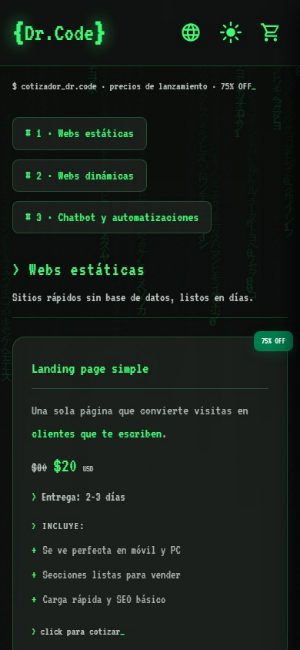 {Dr.Code}
$ cotizador_dr.code · precios de lanzamiento · 75% OFF_
# 1 · Webs estáticas
# 2 · Webs dinámicas
# 3 · Chatbot y automatizaciones
❯ Webs estáticas
Sitios rápidos sin base de datos, listos en días.
75% OFF
Landing page simple
Una sola página que convierte visitas en
clientes que te escriben.
$80 $20 USD
❯ Entrega: 2-3 días
❯ INCLUYE:
+ Se ve perfecta en móvil y PC
+ Secciones listas para vender
+ Carga rápida y SEO básico
❯ click para cotizar_